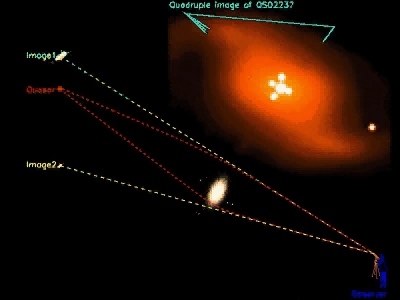 Quadruple image of QSO2237
Image1
Quasar
Image2
Observer